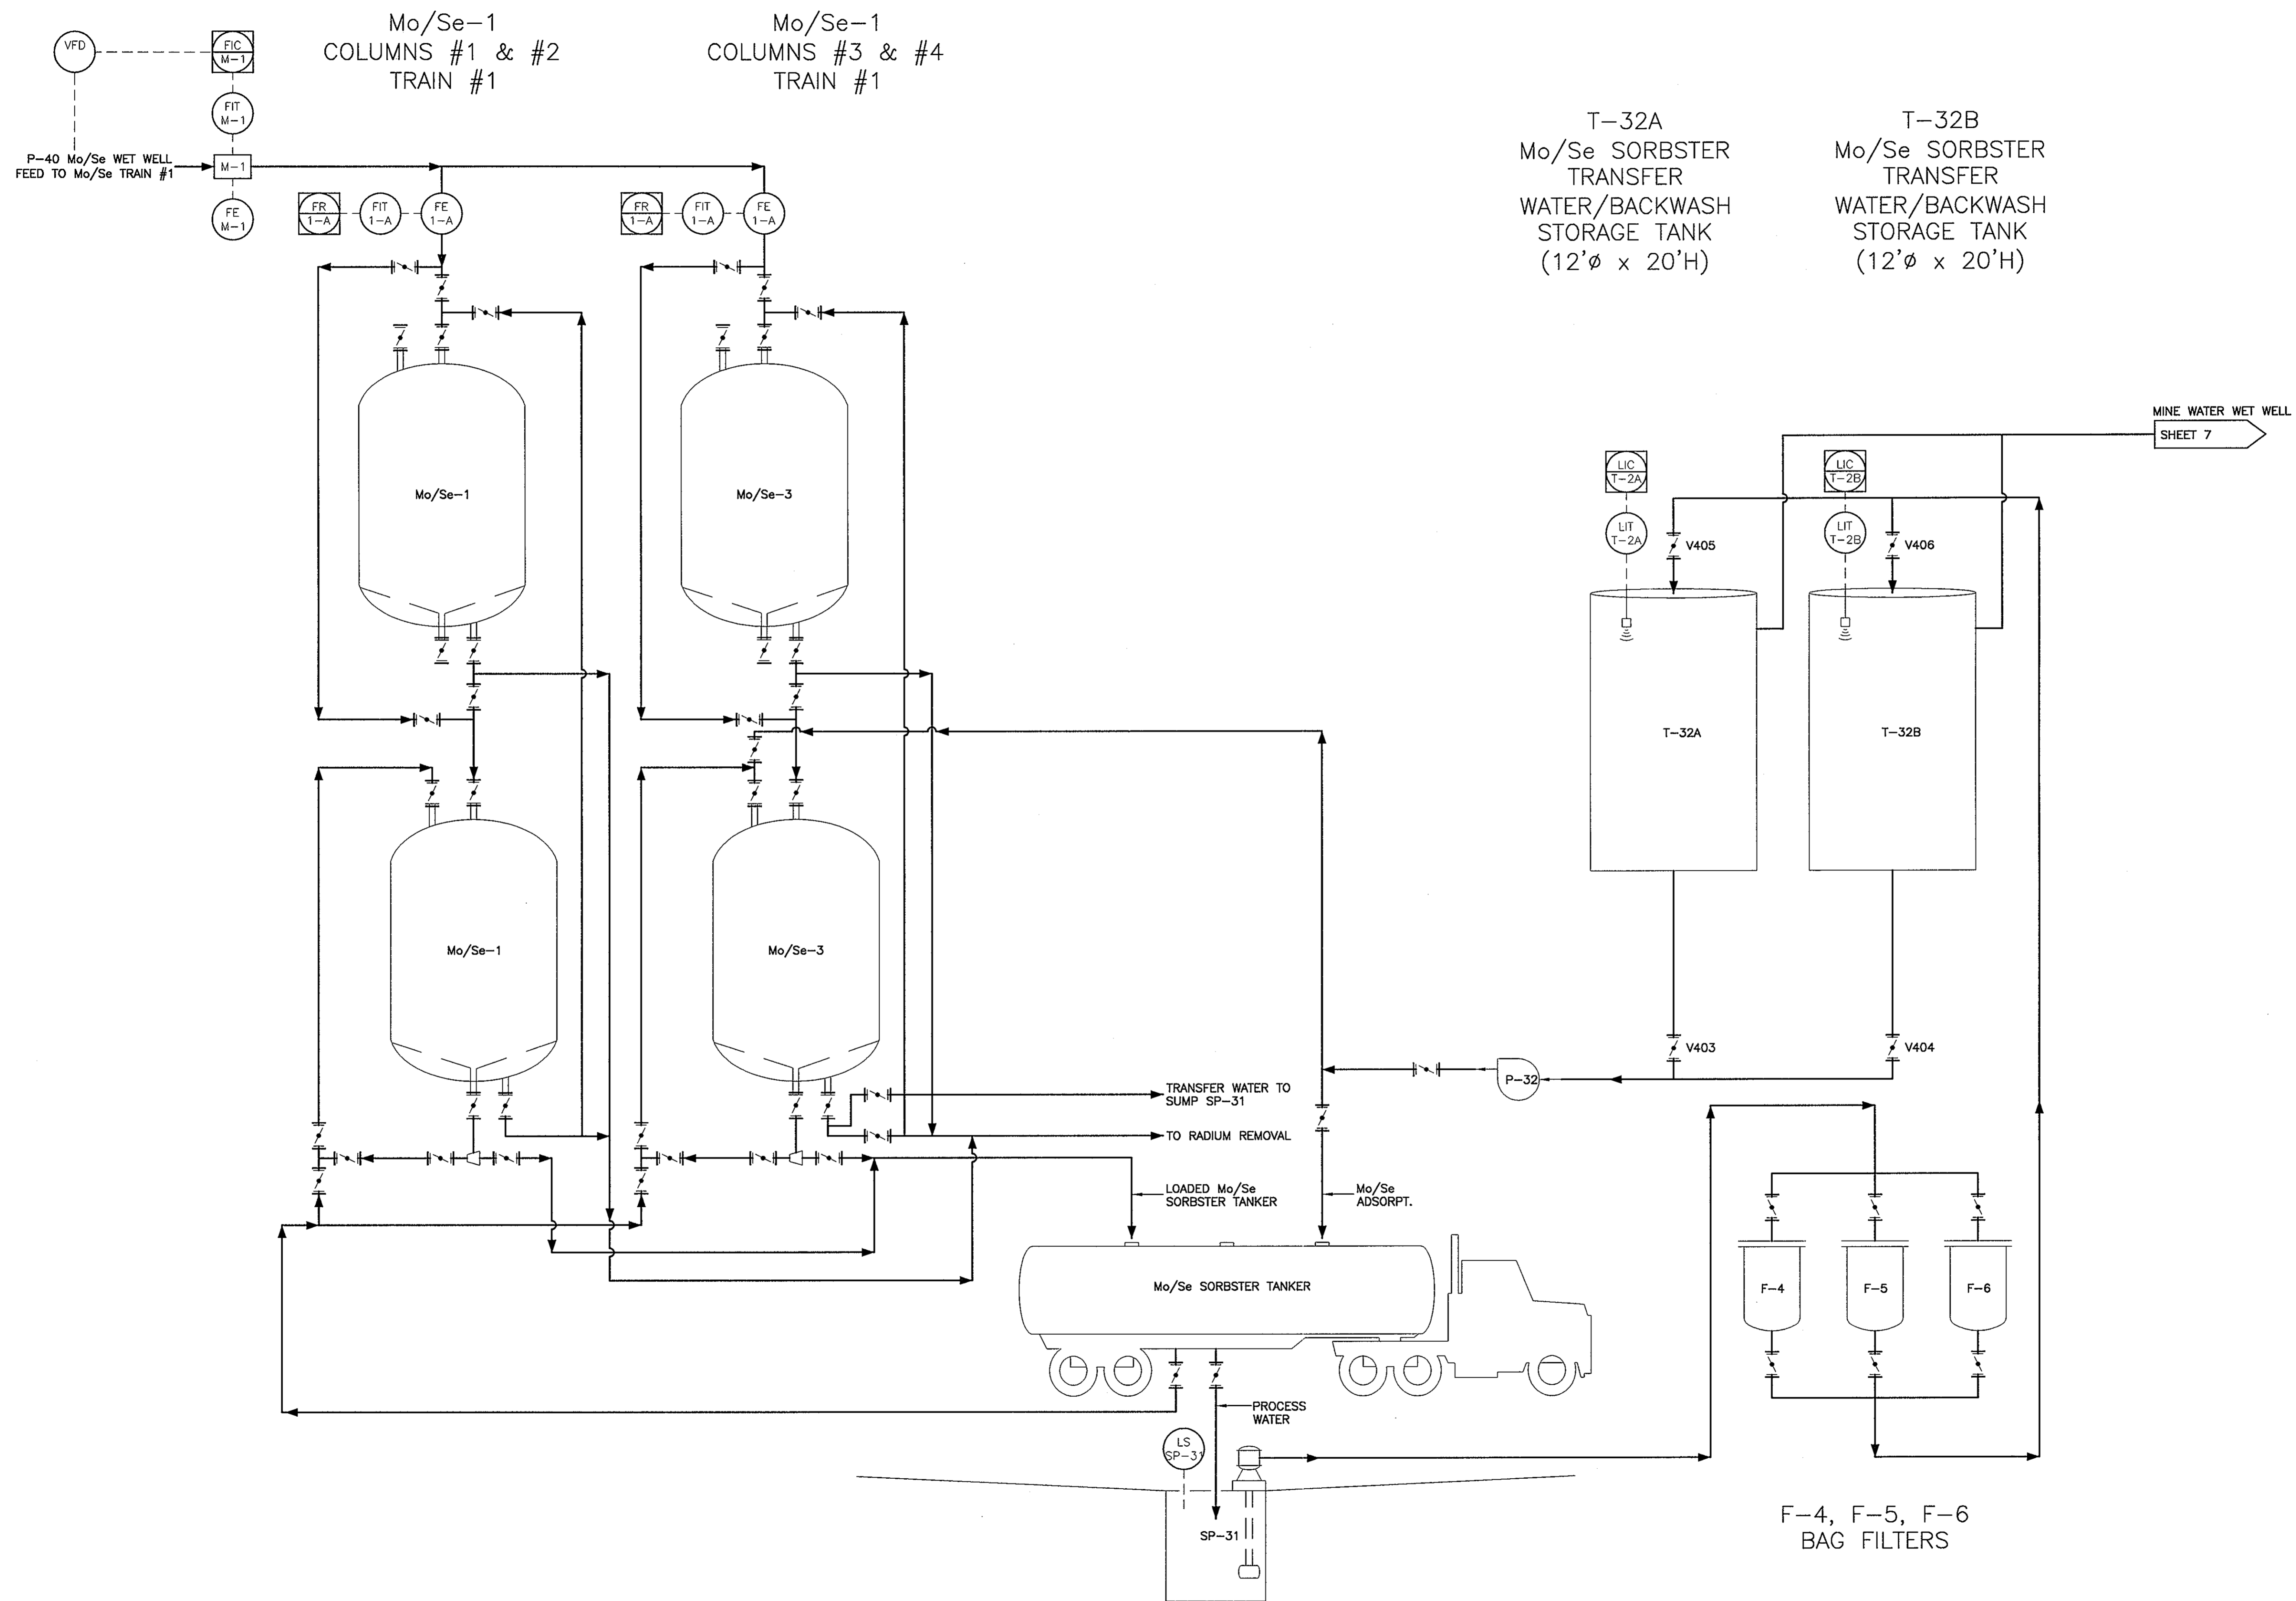 Mo/Se-1
COLUMNS #1 & #2
TRAIN #1
Mo/Se-1
COLUMNS #3 & #4
TRAIN #1
VFD
FIC
M-1
FIT
M-1
P-40 Mo/Se WET WELL
FEED TO Mo/Se TRAIN #1
M-1
FE
M-1
FR
1-A
FIT
1-A
FE
1-A
FR
1-A
FIT
1-A
FE
1-A
T-32A
Mo/Se SORBSTER
TRANSFER
WATER/BACKWASH
STORAGE TANK
(12'ø x 20'H)
T-32B
Mo/Se SORBSTER
TRANSFER
WATER/BACKWASH
STORAGE TANK
(12'ø x 20'H)
MINE WATER WET WELL
SHEET 7
LIC
T-2A
LIC
T-2B
LIT
T-2A
LIT
T-2B
V405
V406
Mo/Se-1
Mo/Se-3
T-32A
T-32B
Mo/Se-1
Mo/Se-3
V403
V404
P-32
TRANSFER WATER TO
SUMP SP-31
TO RADIUM REMOVAL
LOADED Mo/Se
SORBSTER TANKER
Mo/Se
ADSORPT.
Mo/Se SORBSTER TANKER
F-4
F-5
F-6
PROCESS
WATER
LS
SP-31
SP-31
F-4, F-5, F-6
BAG FILTERS